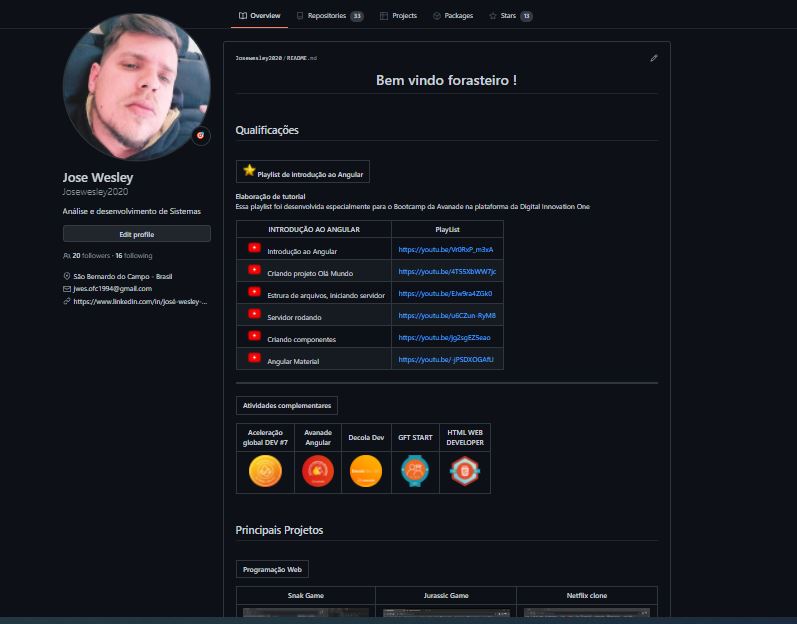 Overview Repositories 33 Projects Packages Stars 13
Josewesley2020 / README.md
Bem vindo forasteiro !
Jose Wesley
Josewesley2020
Análise e desenvolvimento de Sistemas
Edit profile
20 followers · 16 following
São Bernardo do Campo - Brasil
jwes.ofc1994@gmail.com
https://www.linkedin.com/in/josé-wesley-...
Qualificações
Playlist de introdução ao Angular
Elaboração de tutorial
Essa playlist foi desenvolvida especialmente para o Bootcamp da Avanade na plataforma da Digital Innovation One
INTRODUÇÃO AO ANGULAR PlayList
Introdução ao Angular https://youtu.be/Vr0RxP_m3xA
Criando projeto Olá Mundo https://youtu.be/4TS5XbWW7jc
Estrura de arquivos, iniciando servidor https://youtu.be/EJw9ra4ZGk0
Servidor rodando https://youtu.be/u6CZun-RyM8
Criando componentes https://youtu.be/jg2sgEZ5eao
Angular Material https://youtu.be/-jPSDXOGAfU
Atividades complementares
Aceleração global DEV #7 Avanade Angular Decola Dev GFT START HTML WEB DEVELOPER
Principais Projetos
Programação Web
Snak Game Jurassic Game Netflix clone